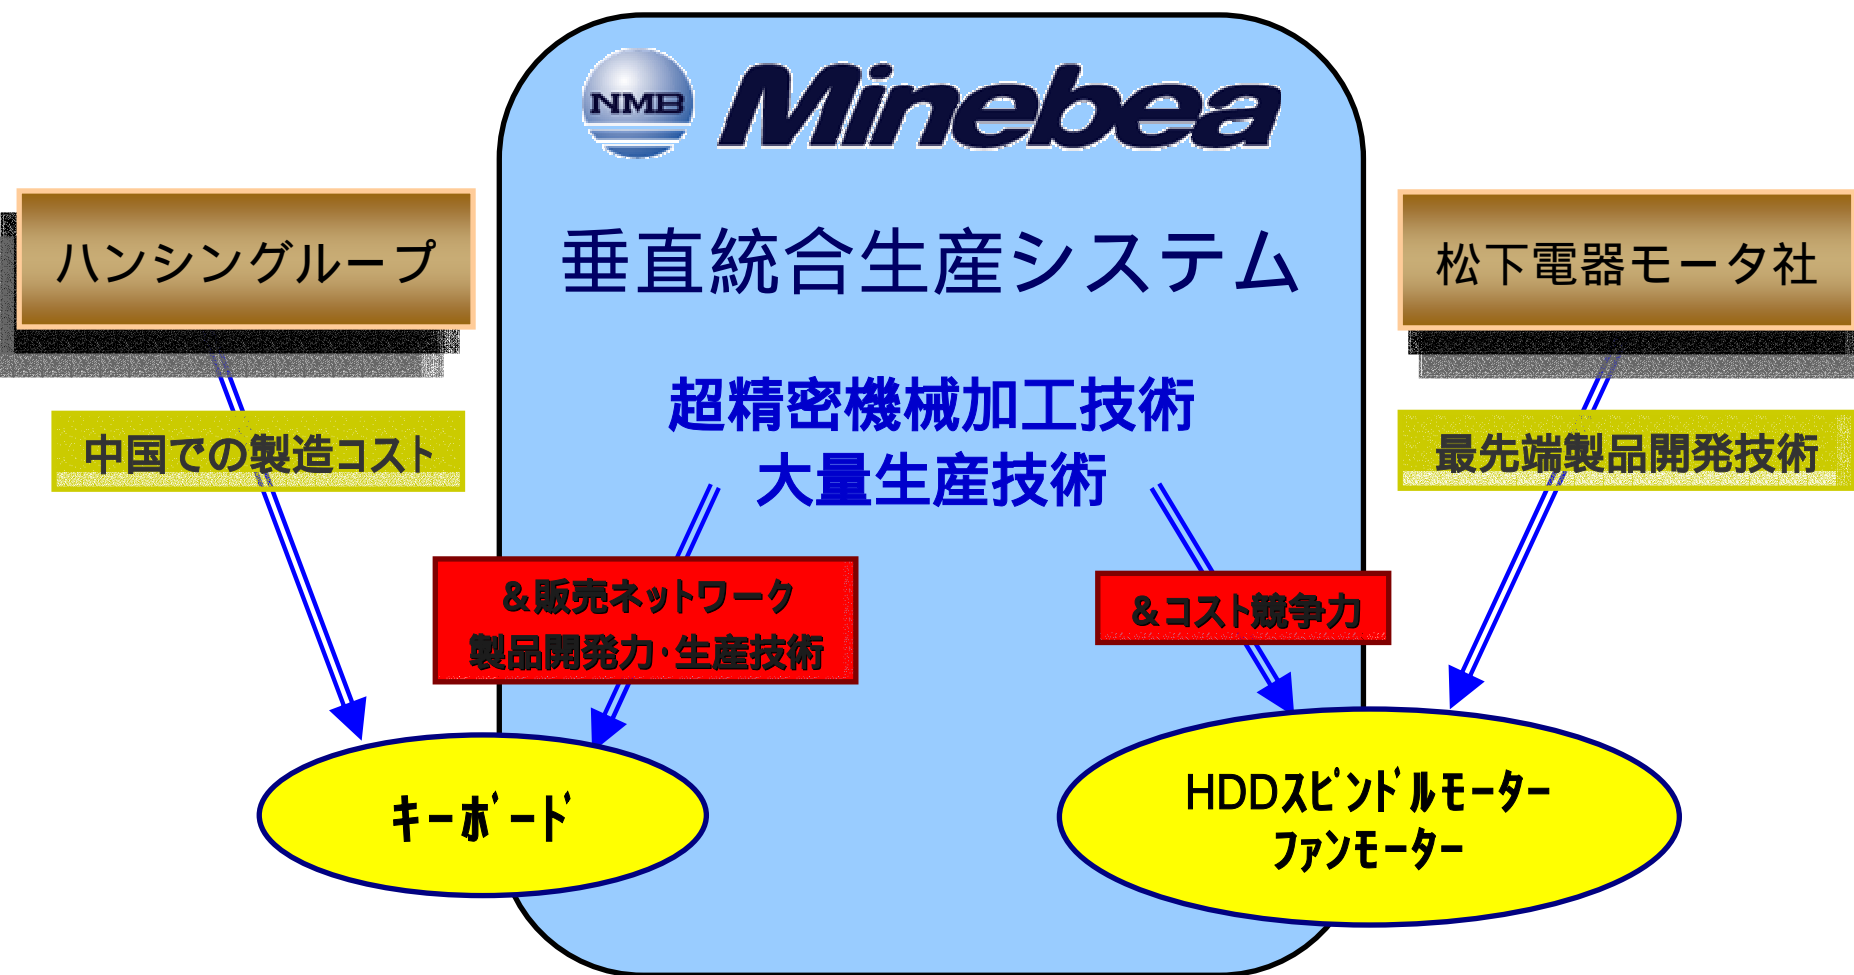 NMB Minebea
垂直統合生産システム
ハンシングループ
松下電器モータ社
超精密機械加工技術
大量生産技術
中国での製造コスト
最先端製品開発技術
&販売ネットワーク
製品開発力・生産技術
&コスト競争力
キーボード
HDDスピンドルモーター
ファンモーター